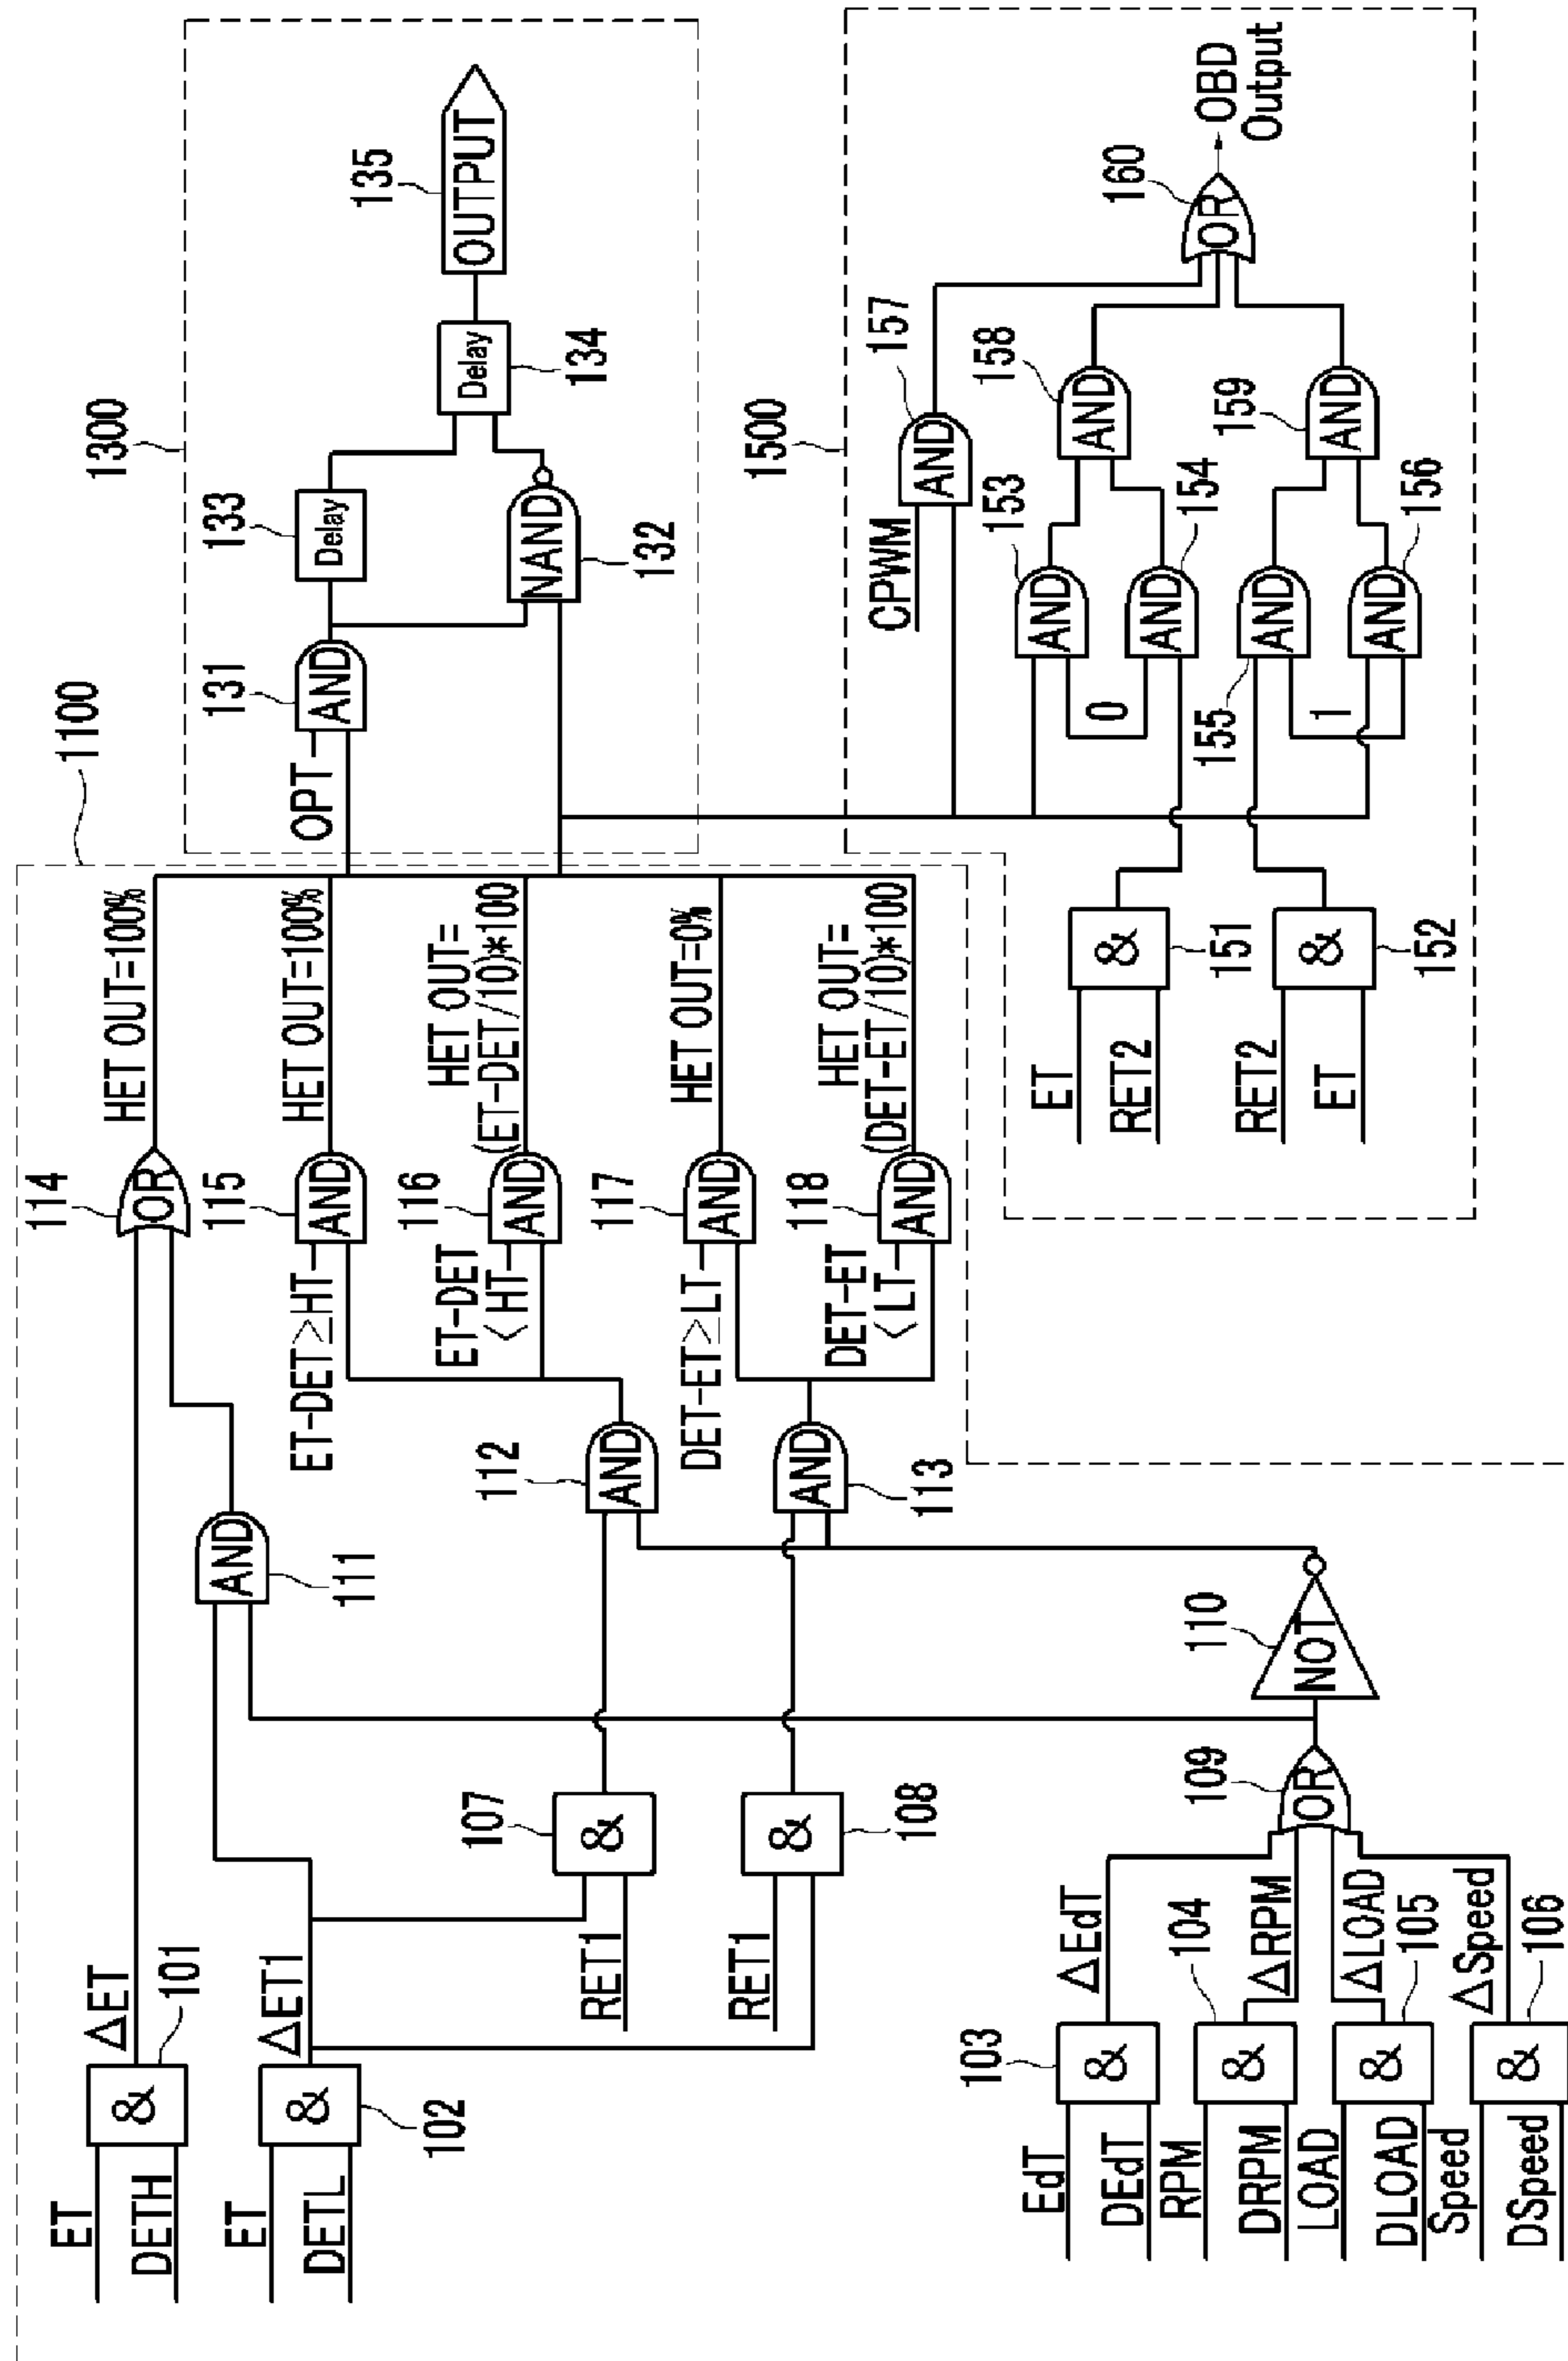 1100
ET
DETH
△ET
101
ET
DETL
△ET1
102
&
&
RET1
&
107
RET1
&
108
AND
111
EdT
DEdT
&
103
△EdT
RPM
DRPM
&
104
△RPM
LOAD
DLOAD
&
105
△LOAD
Speed
DSpeed
&
106
△Speed
OR
109
NOT
110
AND
112
AND
113
OR
114
HET OUT=100%
ET-DET≥HT
AND
115
HET OUT=100%
ET-DET
<HT
AND
116
HET OUT=
(ET-DET/10)*100
DET-ET≥LT
AND
117
HET OUT=0%
DET-ET
<LT
AND
118
HET OUT=
(DET-ET/10)*100
1300
OPT
AND
131
NAND
132
Delay
133
Delay
134
OUTPUT
135
1500
ET
RET2
&
151
RET2
ET
&
152
CPWM
AND
157
AND
153
0
AND
154
AND
155
1
AND
156
AND
158
AND
159
OR
160
OBD
Output